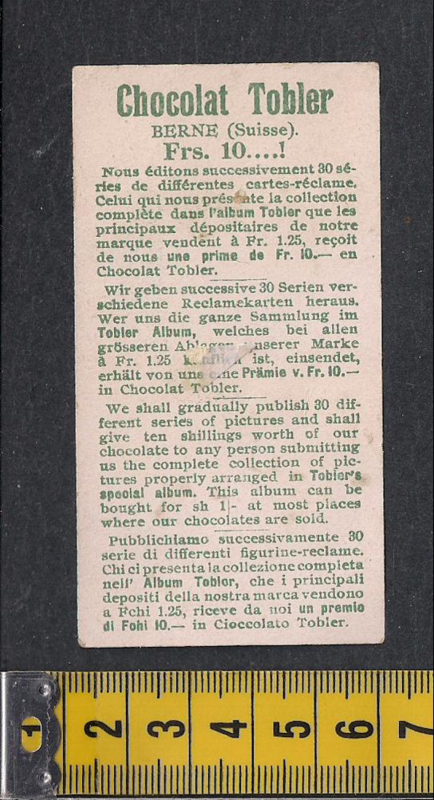 Chocolat Tobler
BERNE (Suisse).
Frs. 10....!
Nous éditons successivement 30 sé-
ries de différentes cartes-réclame.
Celui qui nous présente la collection
complète dans l'album Tobler que les
principaux dépositaires de notre
marque vendent à Fr. 1.25, reçoit
de nous une prime de Fr. 10.— en
Chocolat Tobler.
Wir geben successive 30 Serien ver-
schiedene Reclamekarten heraus.
Wer uns die ganze Sammlung im
Tobler Album, welches bei allen
grösseren Ablagen unserer Marke
à Fr. 1.25 käuflich ist, einsendet,
erhält von uns eine Prämie v. Fr. 10.—
in Chocolat Tobler.
We shall gradually publish 30 dif-
ferent series of pictures and shall
give ten shillings worth of our
chocolate to any person submitting
us the complete collection of pic-
tures properly arranged in Tobler's
special album. This album can be
bought for sh 1/- at most places
where our chocolates are sold.
Pubblichiamo successivamente 30
serie di differenti figurine-reclame.
Chi ci presenta la collezione completa
nell' Album Tobler, che i principali
depositi della nostra marca vendono
a Fchi 1.25, riceve da noi un premio
di Fchi 10.— in Cioccolato Tobler.
1 2 3 4 5 6 7